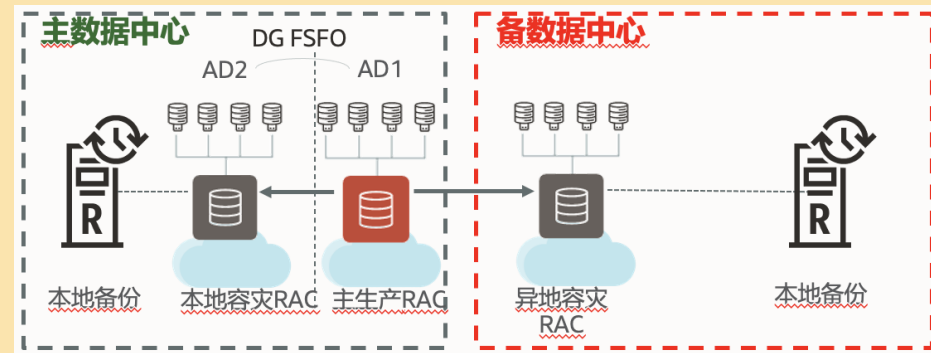 主数据中心
备数据中心
DG FSFO
AD2
AD1
R
R
本地备份
本地容灾RAC
主生产RAC
异地容灾
RAC
本地备份